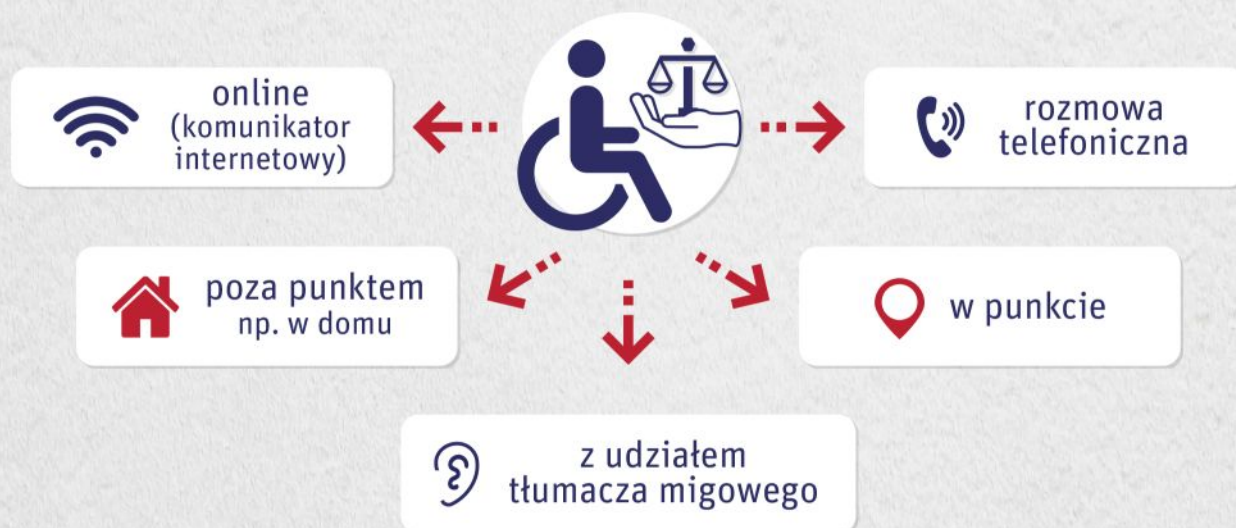 online
(komunikator
internetowy)
rozmowa
telefoniczna
poza punktem
np. w domu
w punkcie
z udziałem
tłumacza migowego